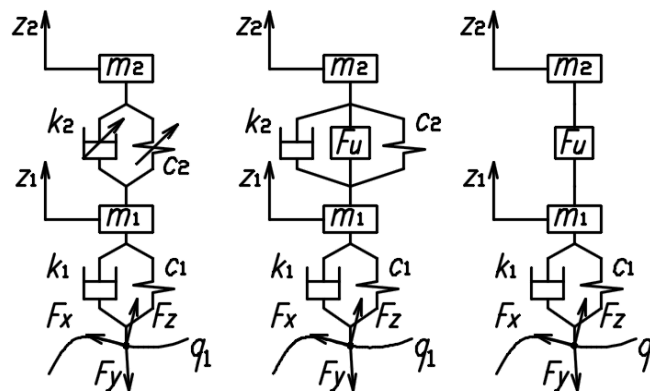 z2 m2 z2 m2 z2 m2
k2 c2 k2 Fu c2 Fu
z1 m1 z1 m1 z1 m1
k1 c1 k1 c1 k1 c1
Fx Fz q1 Fx Fz q1 Fx Fz q
Fy Fy Fy